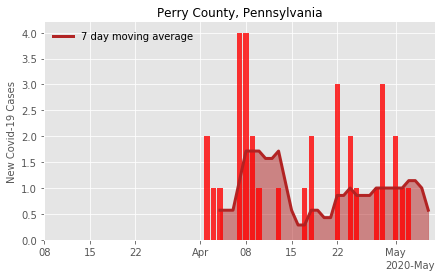 Perry County, Pennsylvania
7 day moving average
New Covid-19 Cases
4.0
3.5
3.0
2.5
2.0
1.5
1.0
0.5
0.0
08 15 22 Apr 08 15 22 May
2020-May